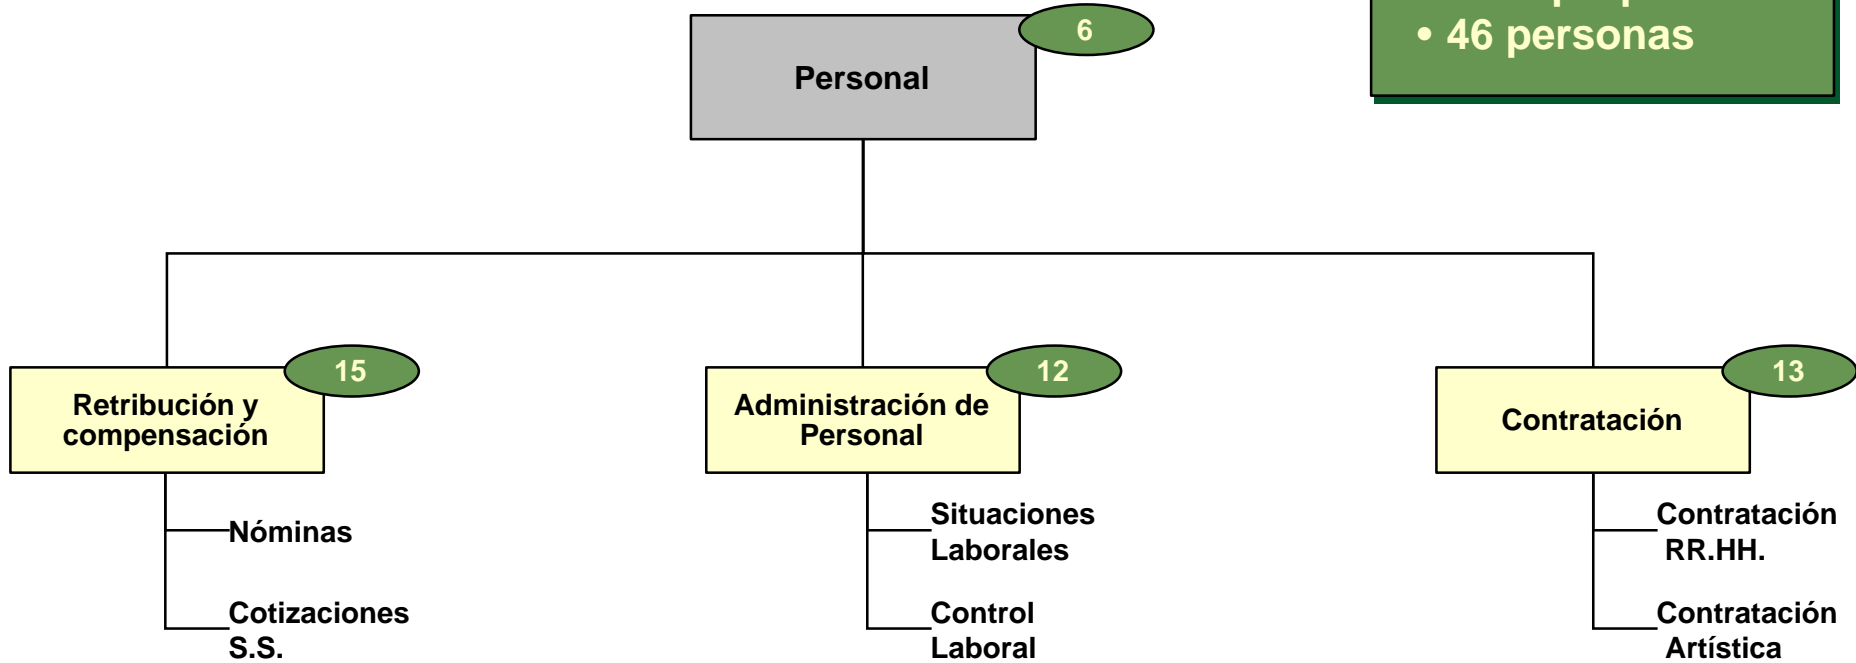 6
• 46 personas
Personal
15
12
13
Retribución y
compensación
Administración de
Personal
Contratación
Nóminas
Cotizaciones
S.S.
Situaciones
Laborales
Control
Laboral
Contratación
RR.HH.
Contratación
Artística